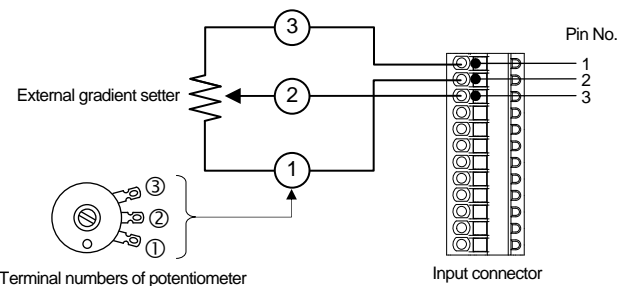 3
Pin No.
1
2
3
External gradient setter
2
1
③
②
①
Terminal numbers of potentiometer
Input connector